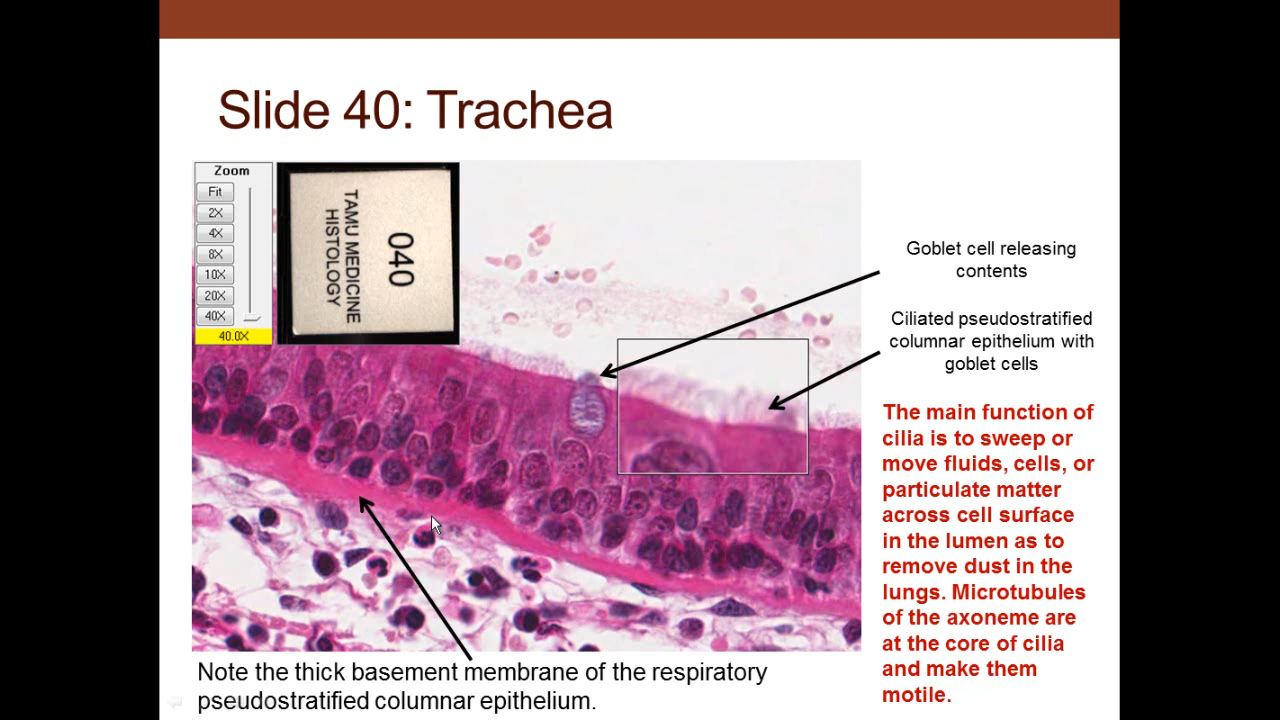 Slide 40: Trachea
Zoom
Fit
2X
4X
8X
10X
20X
40X
40.0X
040
TAMU MEDICINE
HISTOLOGY
Goblet cell releasing
contents
Ciliated pseudostratified
columnar epithelium with
goblet cells
The main function of
cilia is to sweep or
move fluids, cells, or
particulate matter
across cell surface
in the lumen as to
remove dust in the
lungs. Microtubules
of the axoneme are
at the core of cilia
and make them
motile.
Note the thick basement membrane of the respiratory
pseudostratified columnar epithelium.